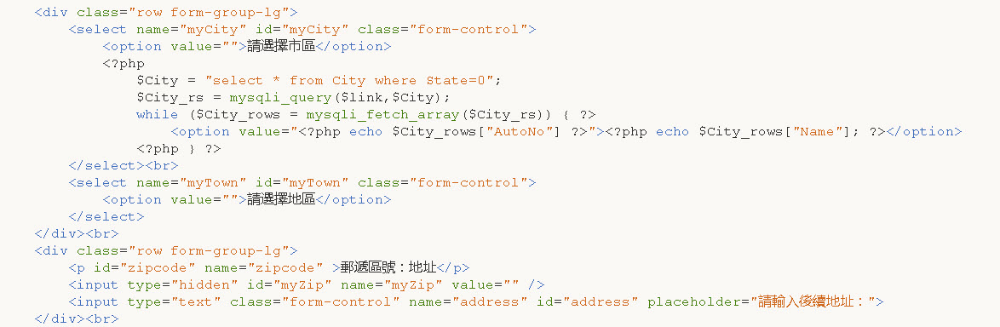 <div class="row form-group-lg">
<select name="myCity" id="myCity" class="form-control">
<option value="">請選擇市區</option>
<?php
$City = "select * from City where State=0";
$City_rs = mysqli_query($link,$City);
while ($City_rows = mysqli_fetch_array($City_rs)) { ?>
<option value="<?php echo $City_rows["AutoNo"] ?>"><?php echo $City_rows["Name"]; ?></option>
<?php } ?>
</select><br>
<select name="myTown" id="myTown" class="form-control">
<option value="">請選擇地區</option>
</select>
</div><br>
<div class="row form-group-lg">
<p id="zipcode" name="zipcode" >郵遞區號：地址</p>
<input type="hidden" id="myZip" name="myZip" value="" />
<input type="text" class="form-control" name="address" id="address" placeholder="請輸入後續地址：">
</div><br>